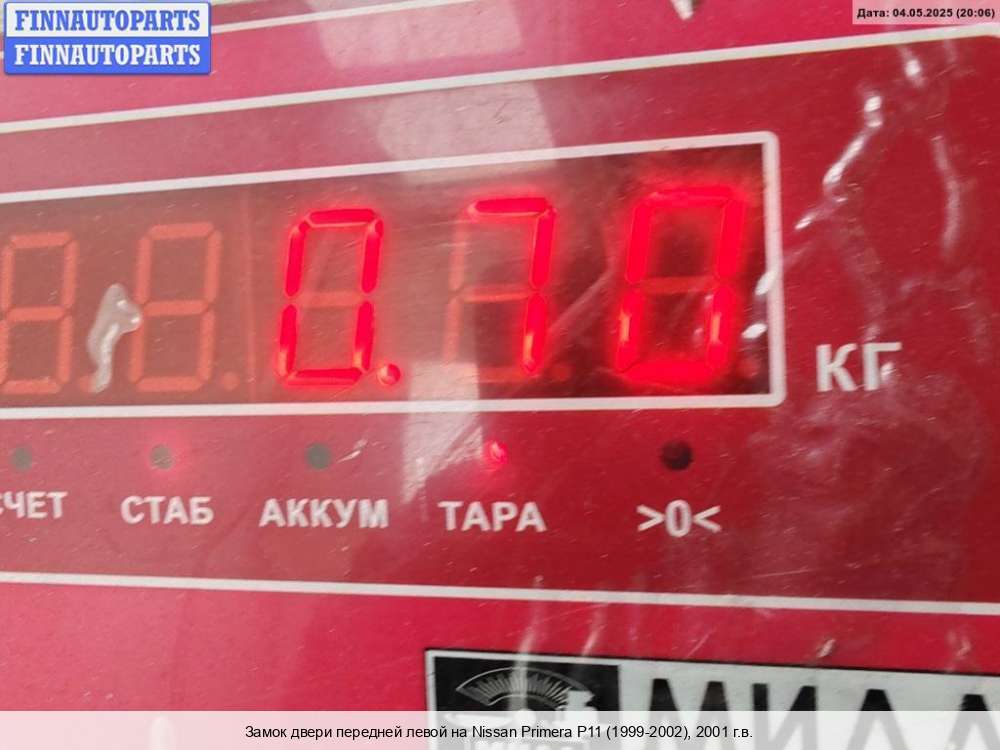 FINNAUTOPARTS
FINNAUTOPARTS
Дата: 04.05.2025 (20:06)
0.70
КГ
СТАБ АККУМ ТАРА >0<
Замок двери передней левой на Nissan Primera P11 (1999-2002), 2001 г.в.